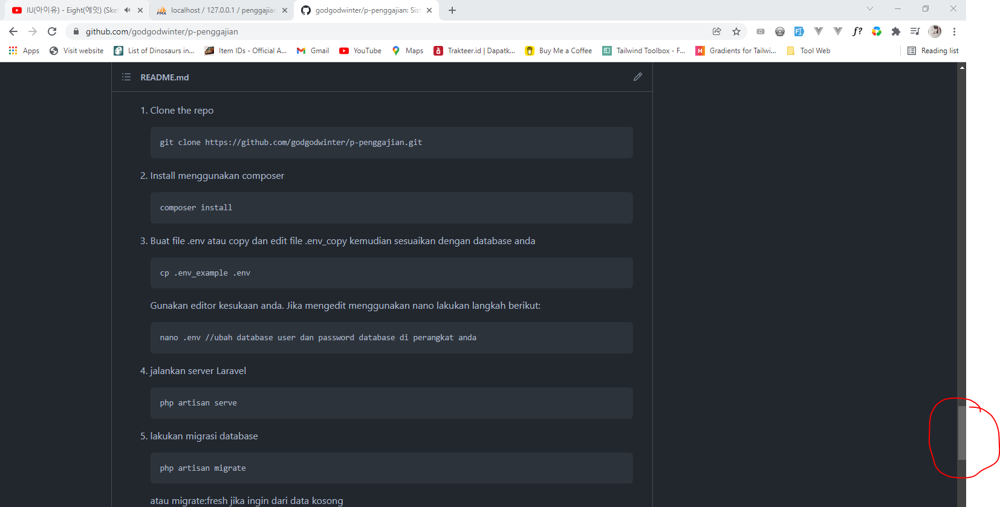 IU(아이유) - Eight(에잇) (Sket
localhost / 127.0.0.1 / penggajian
godgodwinter/p-penggajian: Sist
github.com/godgodwinter/p-penggajian
f?
Apps
Visit website
List of Dinosaurs in...
Item IDs - Official A...
Gmail
YouTube
Maps
Trakteer.id | Dapatk...
Buy Me a Coffee
Tailwind Toolbox - F...
Gradients for Tailwi...
Tool Web
Reading list
README.md
1. Clone the repo
git clone https://github.com/godgodwinter/p-penggajian.git
2. Install menggunakan composer
composer install
3. Buat file .env atau copy dan edit file .env_copy kemudian sesuaikan dengan database anda
cp .env_example .env
Gunakan editor kesukaan anda. Jika mengedit menggunakan nano lakukan langkah berikut:
nano .env //ubah database user dan password database di perangkat anda
4. jalankan server Laravel
php artisan serve
5. lakukan migrasi database
php artisan migrate
atau migrate:fresh jika ingin dari data kosong